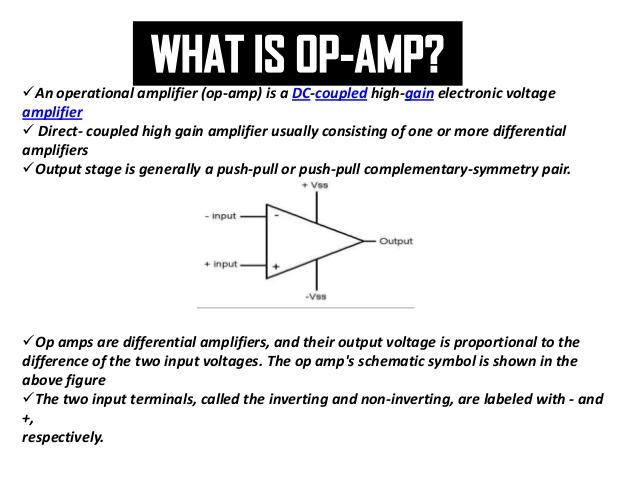 WHAT IS OP-AMP?
✓An operational amplifier (op-amp) is a DC-coupled high-gain electronic voltage
amplifier
✓ Direct- coupled high gain amplifier usually consisting of one or more differential
amplifiers
✓Output stage is generally a push-pull or push-pull complementary-symmetry pair.
+ Vss
- input
-
Output
+ input
+
-Vss
✓Op amps are differential amplifiers, and their output voltage is proportional to the
difference of the two input voltages. The op amp's schematic symbol is shown in the
above figure
✓The two input terminals, called the inverting and non-inverting, are labeled with - and
+,
respectively.